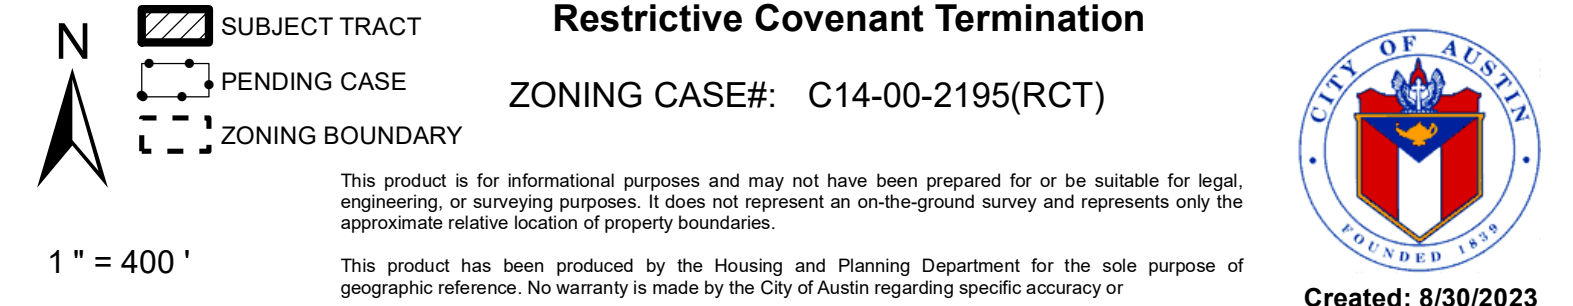 N
SUBJECT TRACT
PENDING CASE
ZONING BOUNDARY
1 " = 400 '
Restrictive Covenant Termination
ZONING CASE#: C14-00-2195(RCT)
This product is for informational purposes and may not have been prepared for or be suitable for legal,
engineering, or surveying purposes. It does not represent an on-the-ground survey and represents only the
approximate relative location of property boundaries.
This product has been produced by the Housing and Planning Department for the sole purpose of
geographic reference. No warranty is made by the City of Austin regarding specific accuracy or
CITY OF AUSTIN
FOUNDED 1839
Created: 8/30/2023